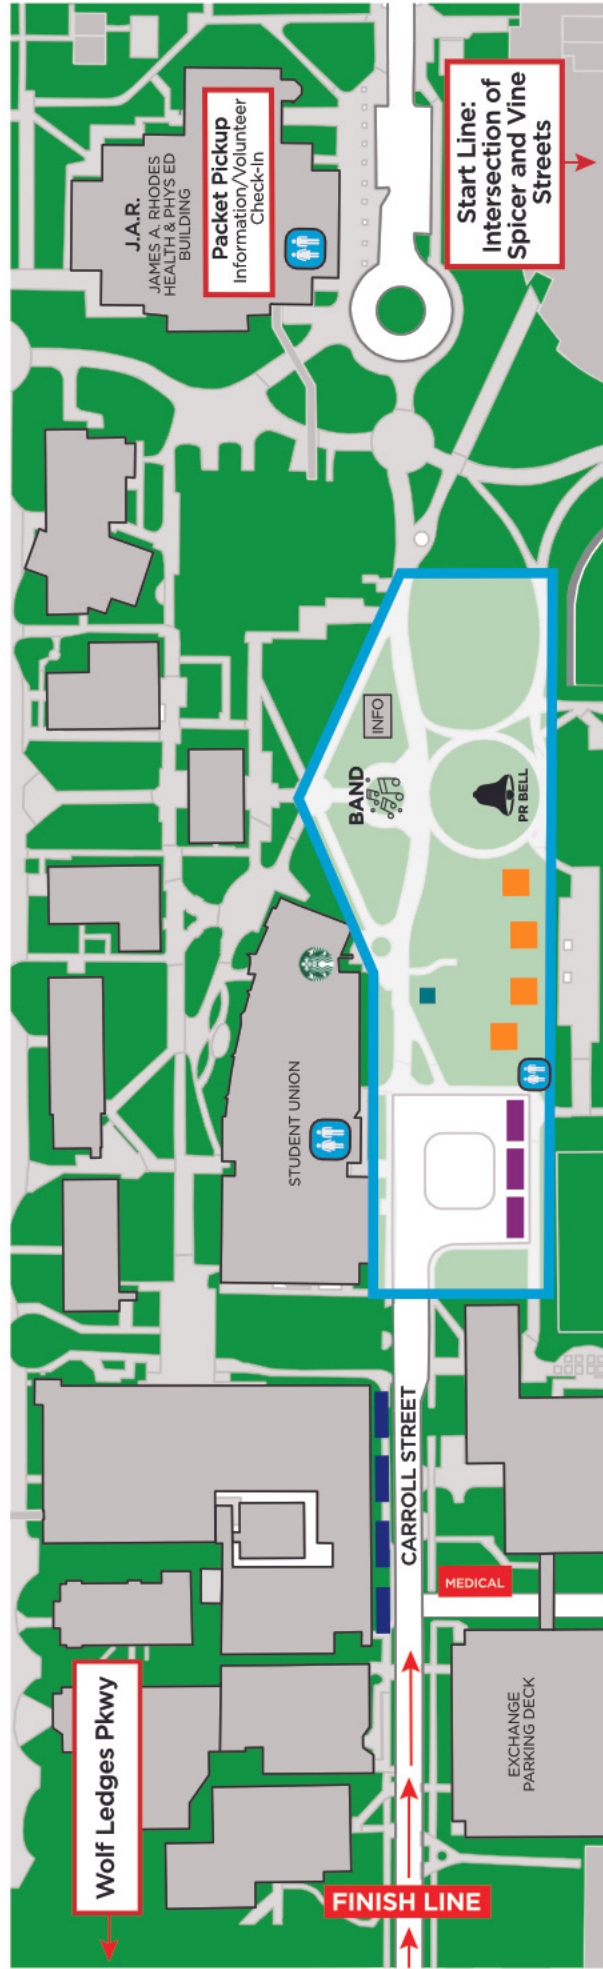 J.A.R.
JAMES A. RHODES
HEALTH & PHYS ED
BUILDING
Packet Pickup
Information/Volunteer
Check-In
Start Line:
Intersection of
Spicer and Vine
Streets
INFO
BAND
PR BELL
STUDENT UNION
CARROLL STREET
MEDICAL
EXCHANGE
PARKING DECK
Wolf Ledges Pkwy
FINISH LINE